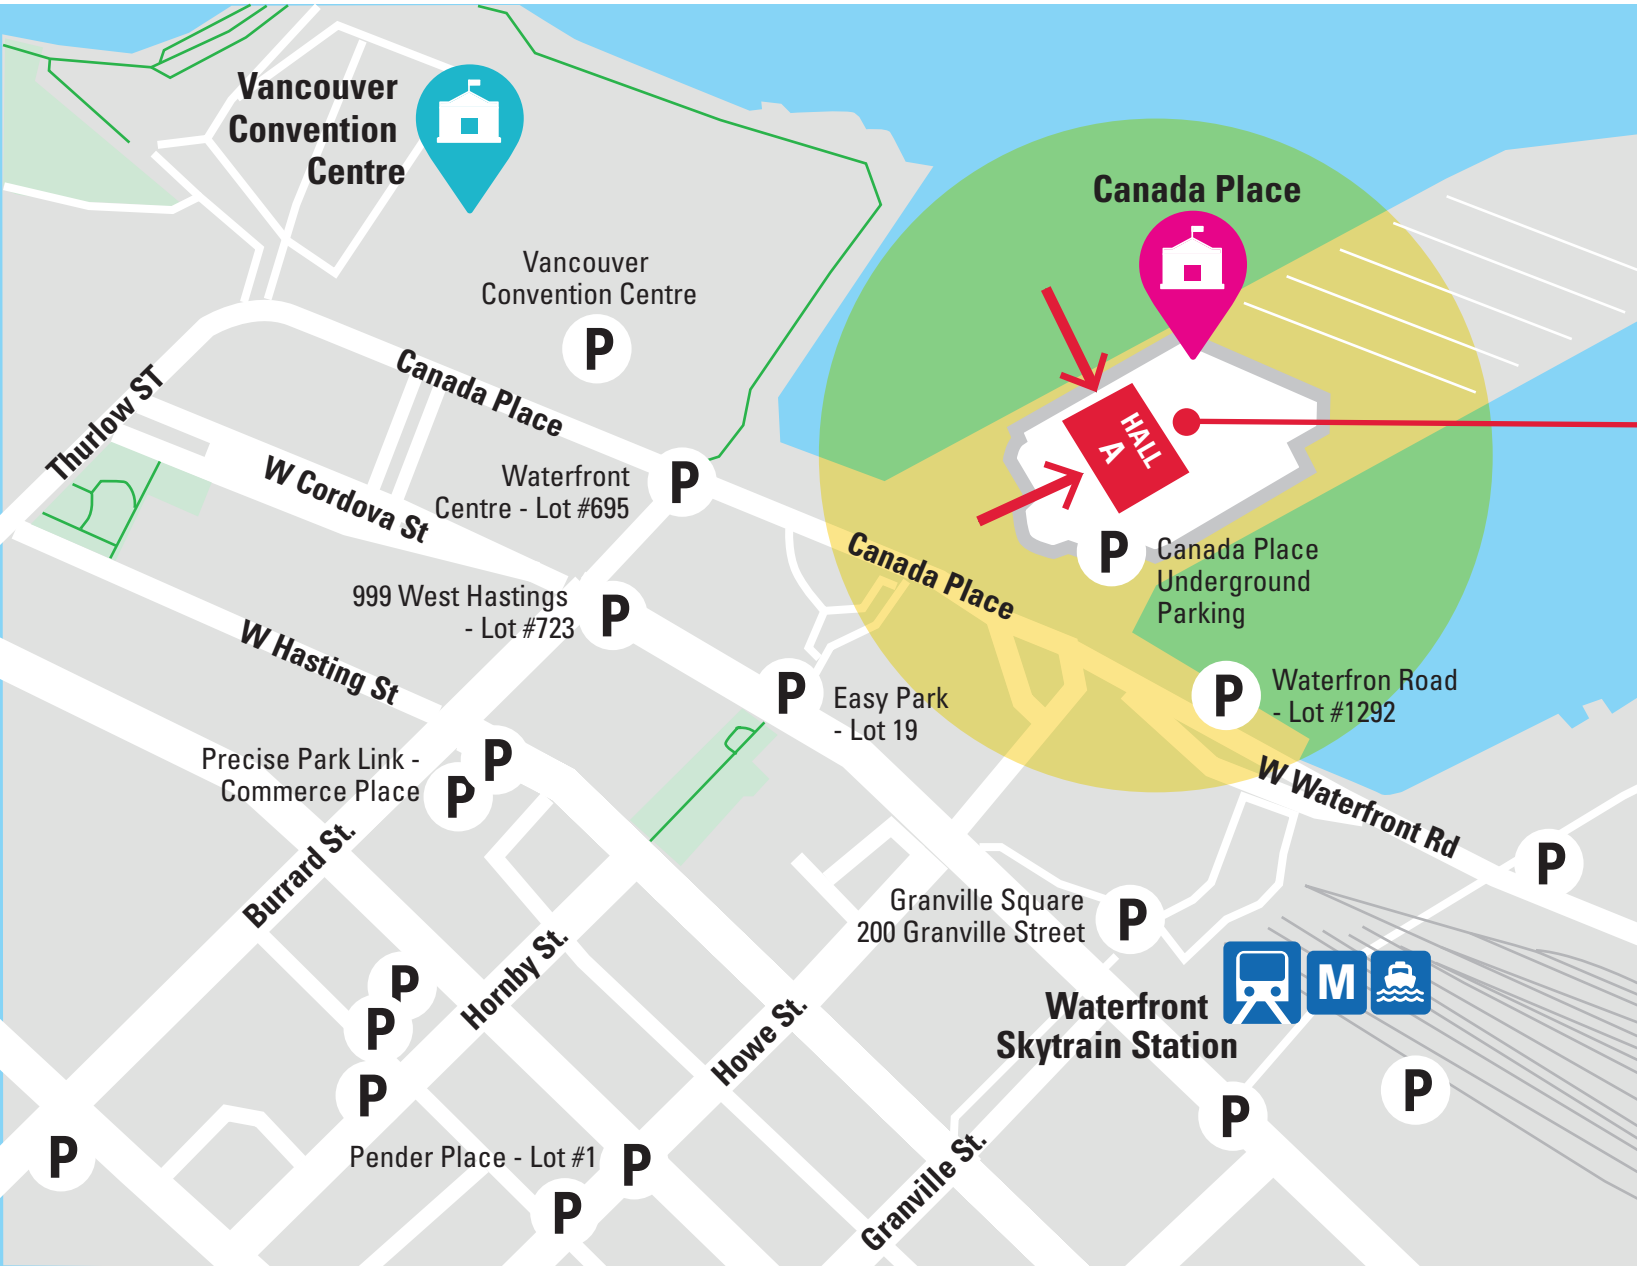 Vancouver
Convention
Centre
Canada Place
Vancouver
Convention Centre
P
Canada Place
Thurlow ST
HALL
A
W Cordova St
Waterfront
Centre - Lot #695
P
Canada Place
P
Canada Place
Underground
Parking
999 West Hastings
- Lot #723
P
W Hasting St
P
Easy Park
- Lot 19
P
Waterfron Road
- Lot #1292
Precise Park Link -
Commerce Place
P
P
W Waterfront Rd
P
Burrard St.
Granville Square
200 Granville Street
P
Hornby St.
P
P
P
M
Waterfront
Skytrain Station
Howe St.
P
P
P
Pender Place - Lot #1
P
P
Granville St.